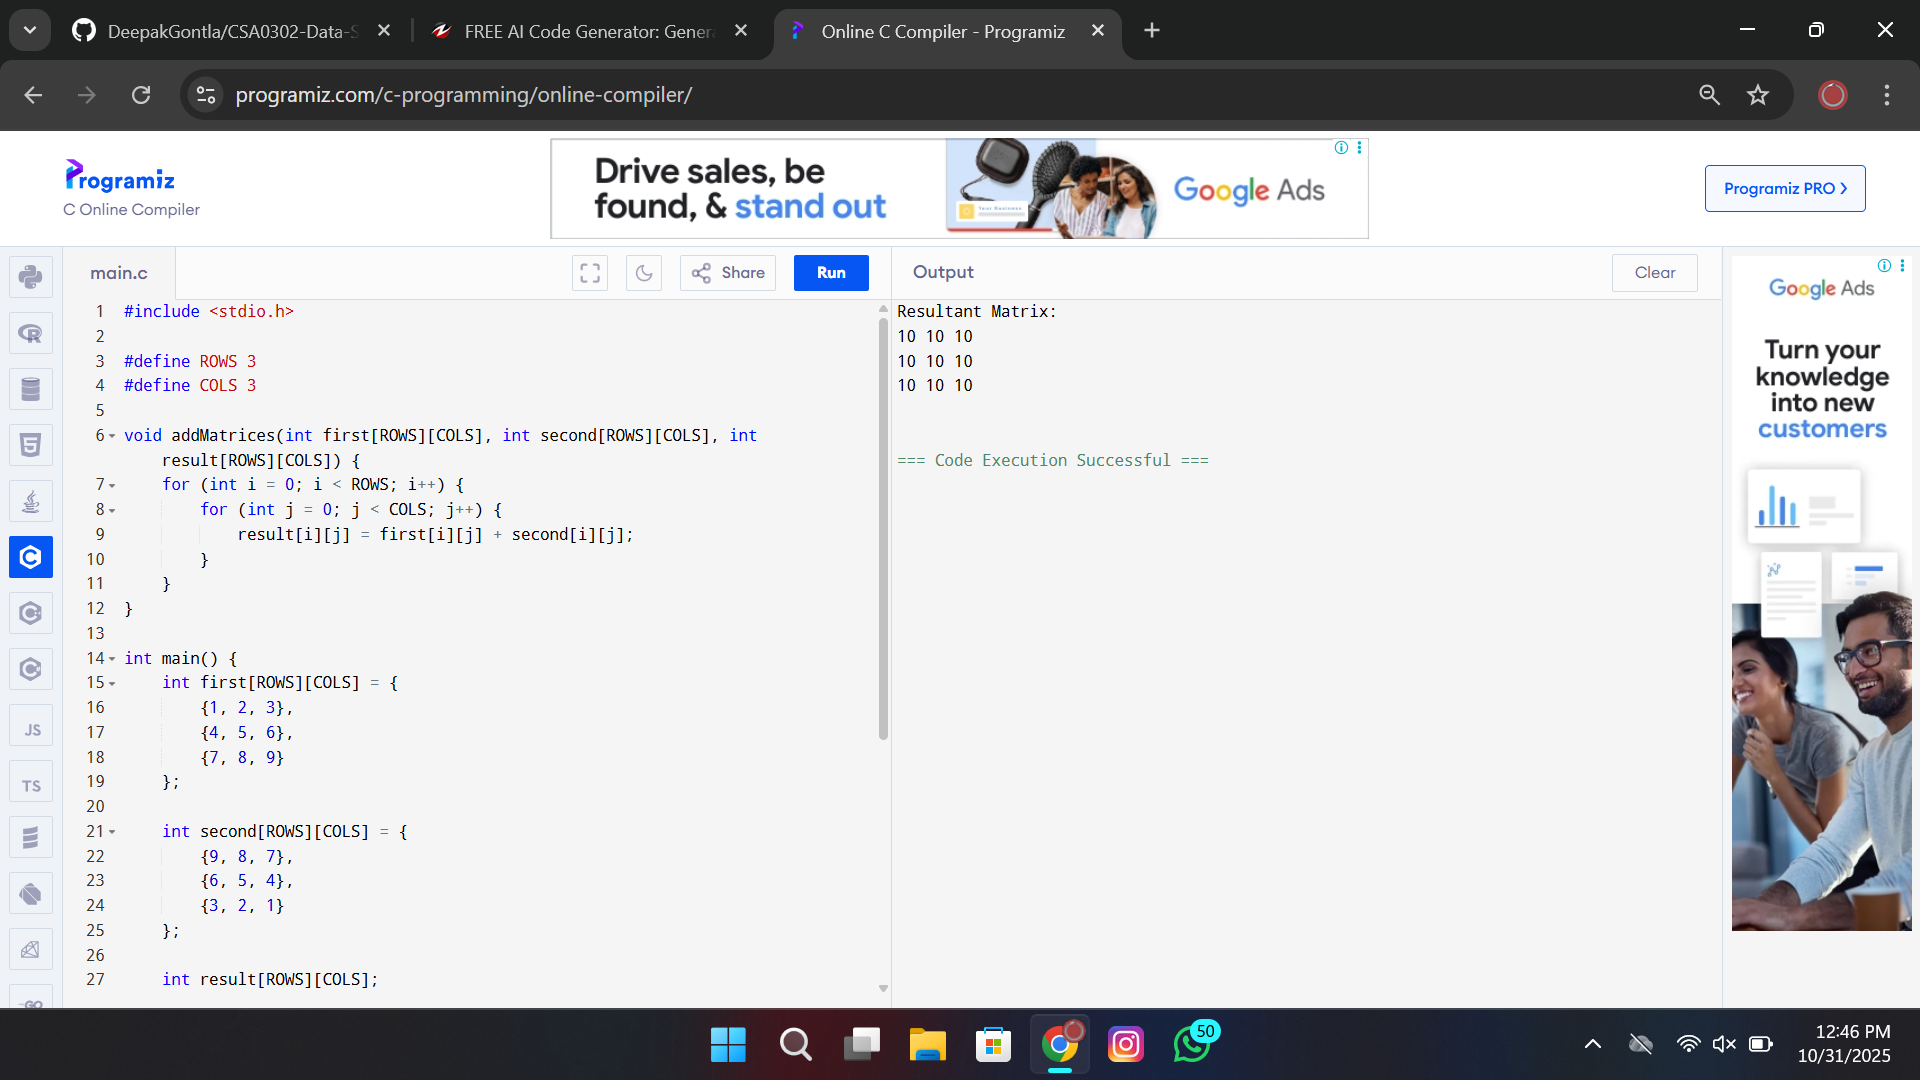 DeepakGontla/CSA0302-Data-S
FREE AI Code Generator: Genera
Online C Compiler - Programiz
programiz.com/c-programming/online-compiler/
Programiz
C Online Compiler
Drive sales, be
found, & stand out
Your Business
Google Ads
Programiz PRO
main.c
Share
Run
Output
Clear
1 #include <stdio.h>
2
3 #define ROWS 3
4 #define COLS 3
5
6 void addMatrices(int first[ROWS][COLS], int second[ROWS][COLS], int
result[ROWS][COLS]) {
7 for (int i = 0; i < ROWS; i++) {
8 for (int j = 0; j < COLS; j++) {
9 result[i][j] = first[i][j] + second[i][j];
10 }
11 }
12 }
13
14 int main() {
15 int first[ROWS][COLS] = {
16 {1, 2, 3},
17 {4, 5, 6},
18 {7, 8, 9}
19 };
20
21 int second[ROWS][COLS] = {
22 {9, 8, 7},
23 {6, 5, 4},
24 {3, 2, 1}
25 };
26
27 int result[ROWS][COLS];
Resultant Matrix:
10 10 10
10 10 10
10 10 10
=== Code Execution Successful ===
Google Ads
Turn your
knowledge
into new
customers
JS
TS
GO
50
12:46 PM
10/31/2025